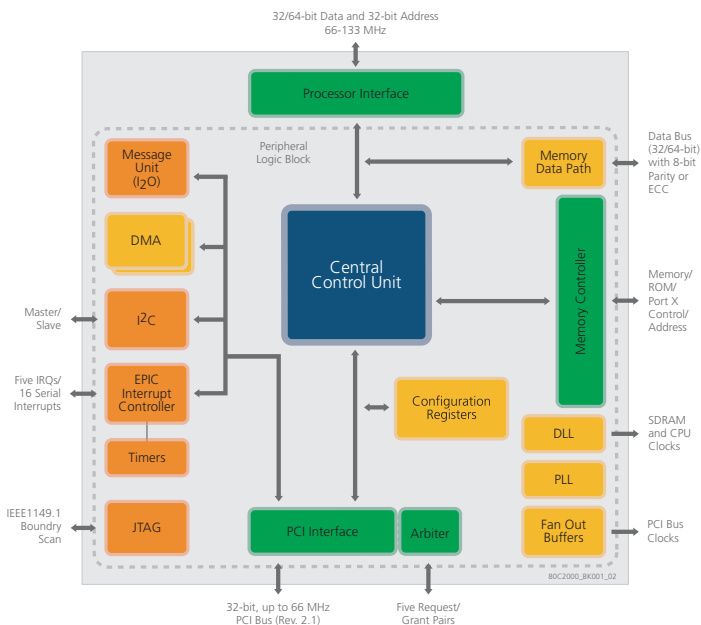 32/64-bit Data and 32-bit Address
66-133 MHz
Processor Interface
Peripheral
Logic Block
Message
Unit
(I2O)
Memory
Data Path
Data Bus
(32/64-bit)
with 8-bit
Parity or
ECC
DMA
Central
Control Unit
Memory Controller
Memory/
ROM/
Port X
Control/
Address
Master/
Slave
I2C
Five IRQs/
16 Serial
Interrupts
EPIC
Interrupt
Controller
Configuration
Registers
Timers
DLL
SDRAM
and CPU
Clocks
PLL
IEEE1149.1
Boundry
Scan
JTAG
PCI Interface
Arbiter
Fan Out
Buffers
PCI Bus
Clocks
80C2000_BK001_02
32-bit, up to 66 MHz
PCI Bus (Rev. 2.1)
Five Request/
Grant Pairs